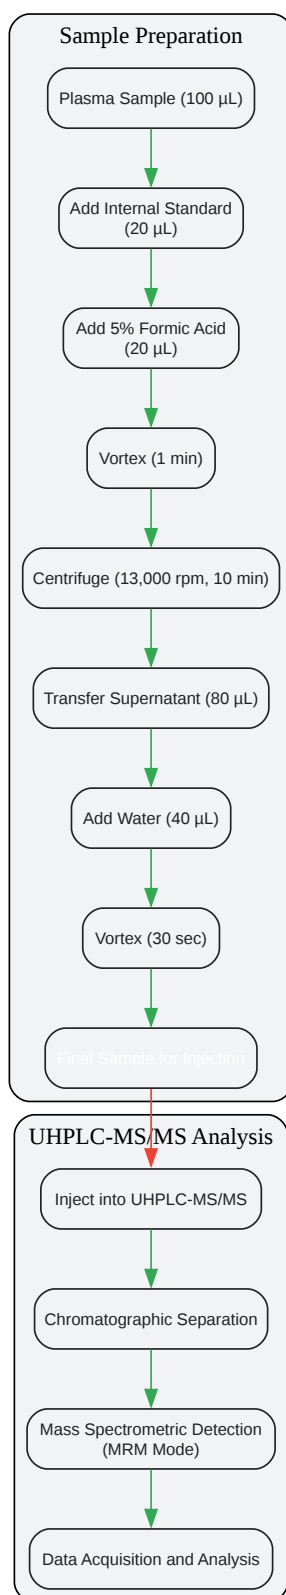 Sample Preparation
Plasma Sample (100 µL)
Add Internal Standard
(20 µL)
Add 5% Formic Acid
(20 µL)
Vortex (1 min)
Centrifuge (13,000 rpm, 10 min)
Transfer Supernatant (80 µL)
Add Water (40 µL)
Vortex (30 sec)
Final Sample for Injection
UHPLC-MS/MS Analysis
Inject into UHPLC-MS/MS
Chromatographic Separation
Mass Spectrometric Detection
(MRM Mode)
Data Acquisition and Analysis